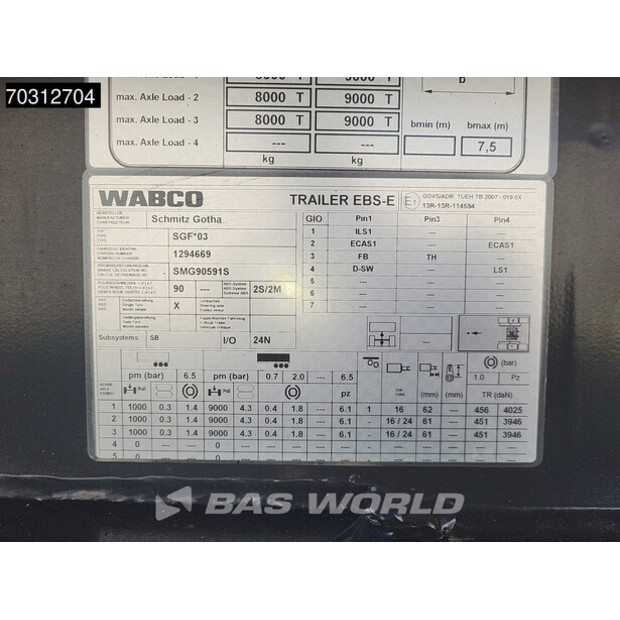 70312704
8000 T 9000 T
b
max. Axle Load - 2 8000 T 9000 T
max. Axle Load - 3 8000 T 9000 T bmin (m) bmax (m)
max. Axle Load - 4 --- --- 7,5
kg kg
WABCO TRAILER EBS-E E1 GGVS/ADR TUEH TB 2007 - 019.0X
13R-13R-114594
Schmitz Gotha GIO Pin1 Pin3 Pin4
SGF*03 1 ILS1
2 ECAS1 ECAS1
1294669 3 FB TH
SMG90591S 4 D-SW LS1
90 --- 2S/2M 5
6
X 7
Subsystems SB I/O 24N
(bar)
pm (bar) 6.5 pm (bar) 0.7 2.0 --- 6.5 1.0 Pz
pz (mm) (mm) TR (daN)
1 1000 0.3 1.4 9000 4.3 0.4 1.8 --- 6.1 1 16 62 --- 456 4025
2 1000 0.3 1.4 9000 4.3 0.4 1.8 --- 6.1 - 16 / 24 61 --- 451 3946
3 1000 0.3 1.4 9000 4.3 0.4 1.8 --- 6.1 - 16 / 24 61 --- 451 3946
4 0 --- 0
5 0 --- 0
BAS WORLD